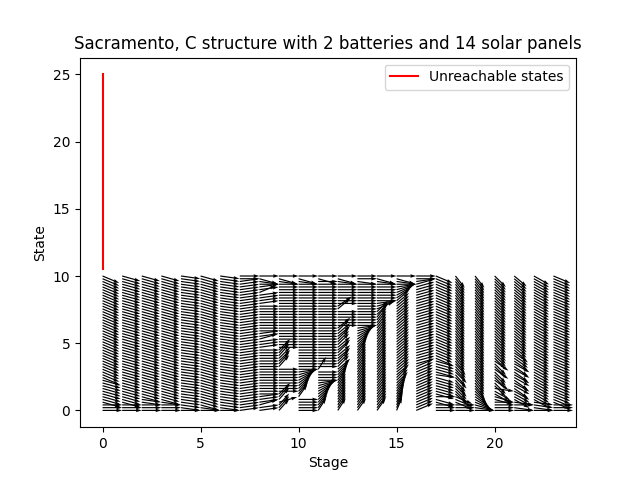 Sacramento, C structure with 2 batteries and 14 solar panels
Unreachable states
25
20
15
10
5
0
State
0 5 10 15 20
Stage